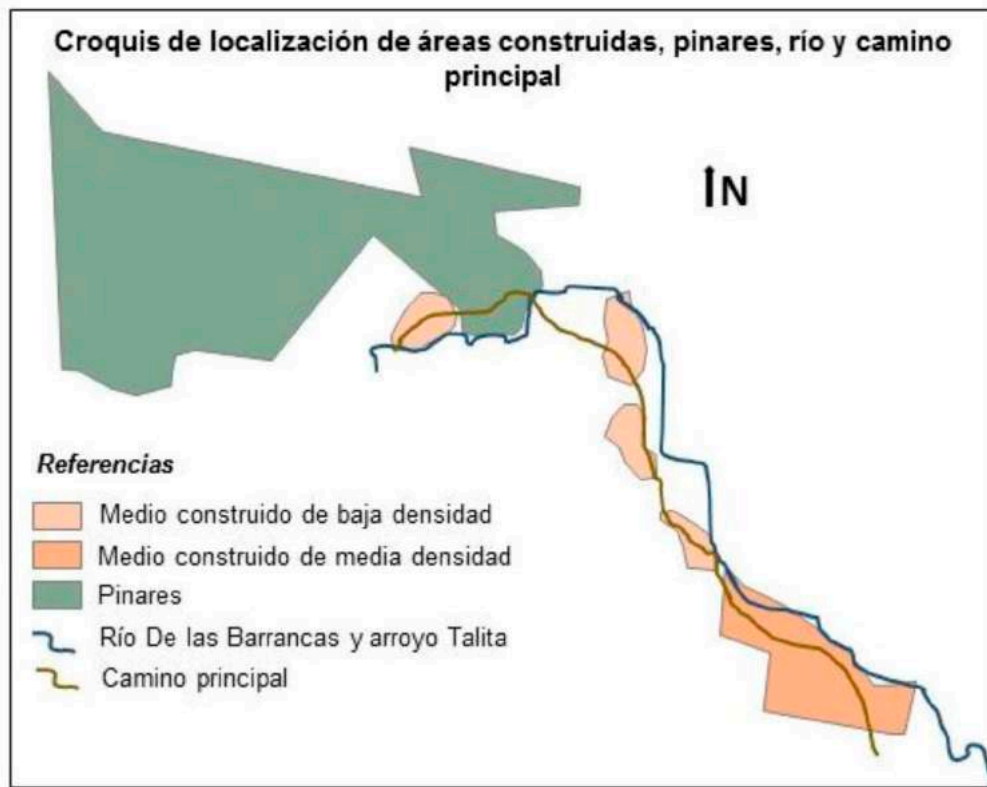 Croquis de localización de áreas construidas, pinares, río y camino
principal
N
Referencias
Medio construido de baja densidad
Medio construido de media densidad
Pinares
Río De las Barrancas y arroyo Talita
Camino principal